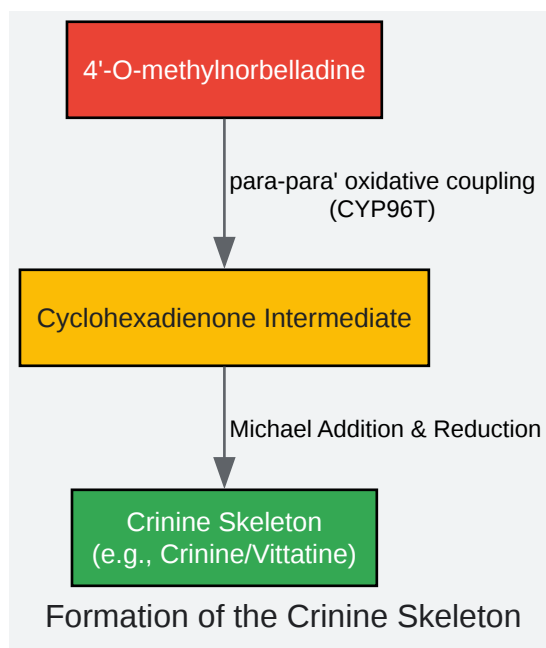 4'-O-methylnorbelladine
para-para' oxidative coupling
(CYP96T)
Cyclohexadienone Intermediate
Michael Addition & Reduction
Crinine Skeleton
(e.g., Crinine/Vittatine)
Formation of the Crinine Skeleton